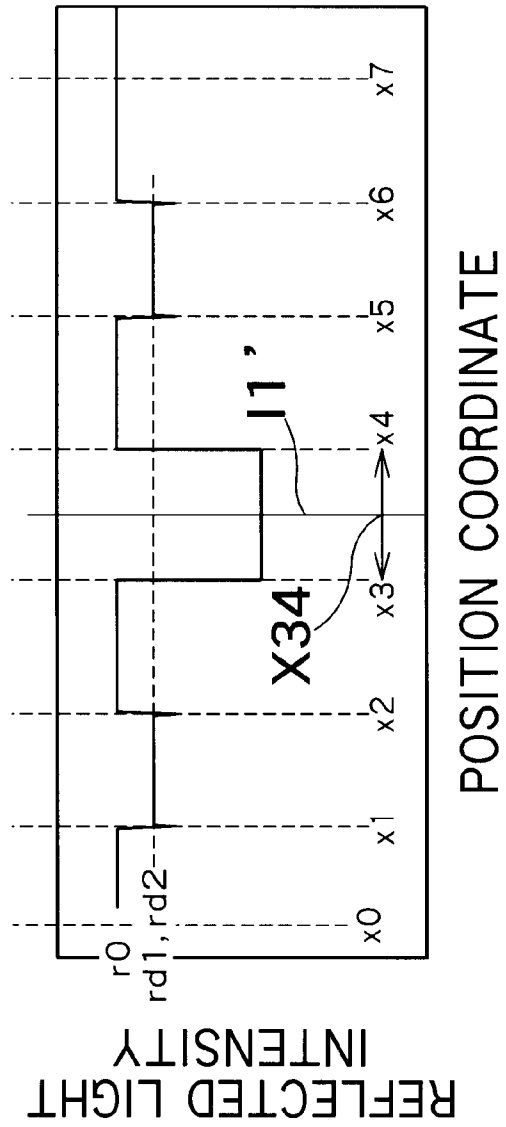 REFLECTED LIGHT
INTENSITY
r0
rd1, rd2
I1'
X34
x0 x1 x2 x3 x4 x5 x6 x7
POSITION COORDINATE